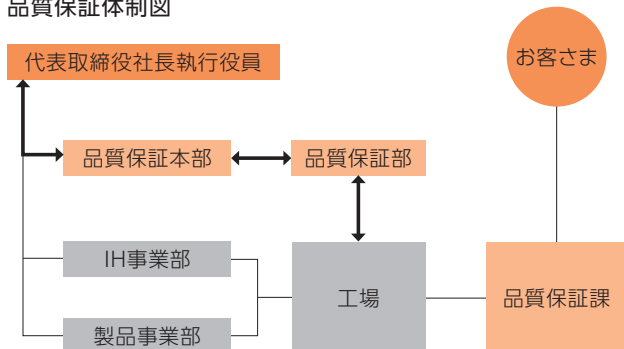 品質保証体制図
代表取締役社長執行役員
お客さま
品質保証本部
品質保証部
IH事業部
工場
品質保証課
製品事業部